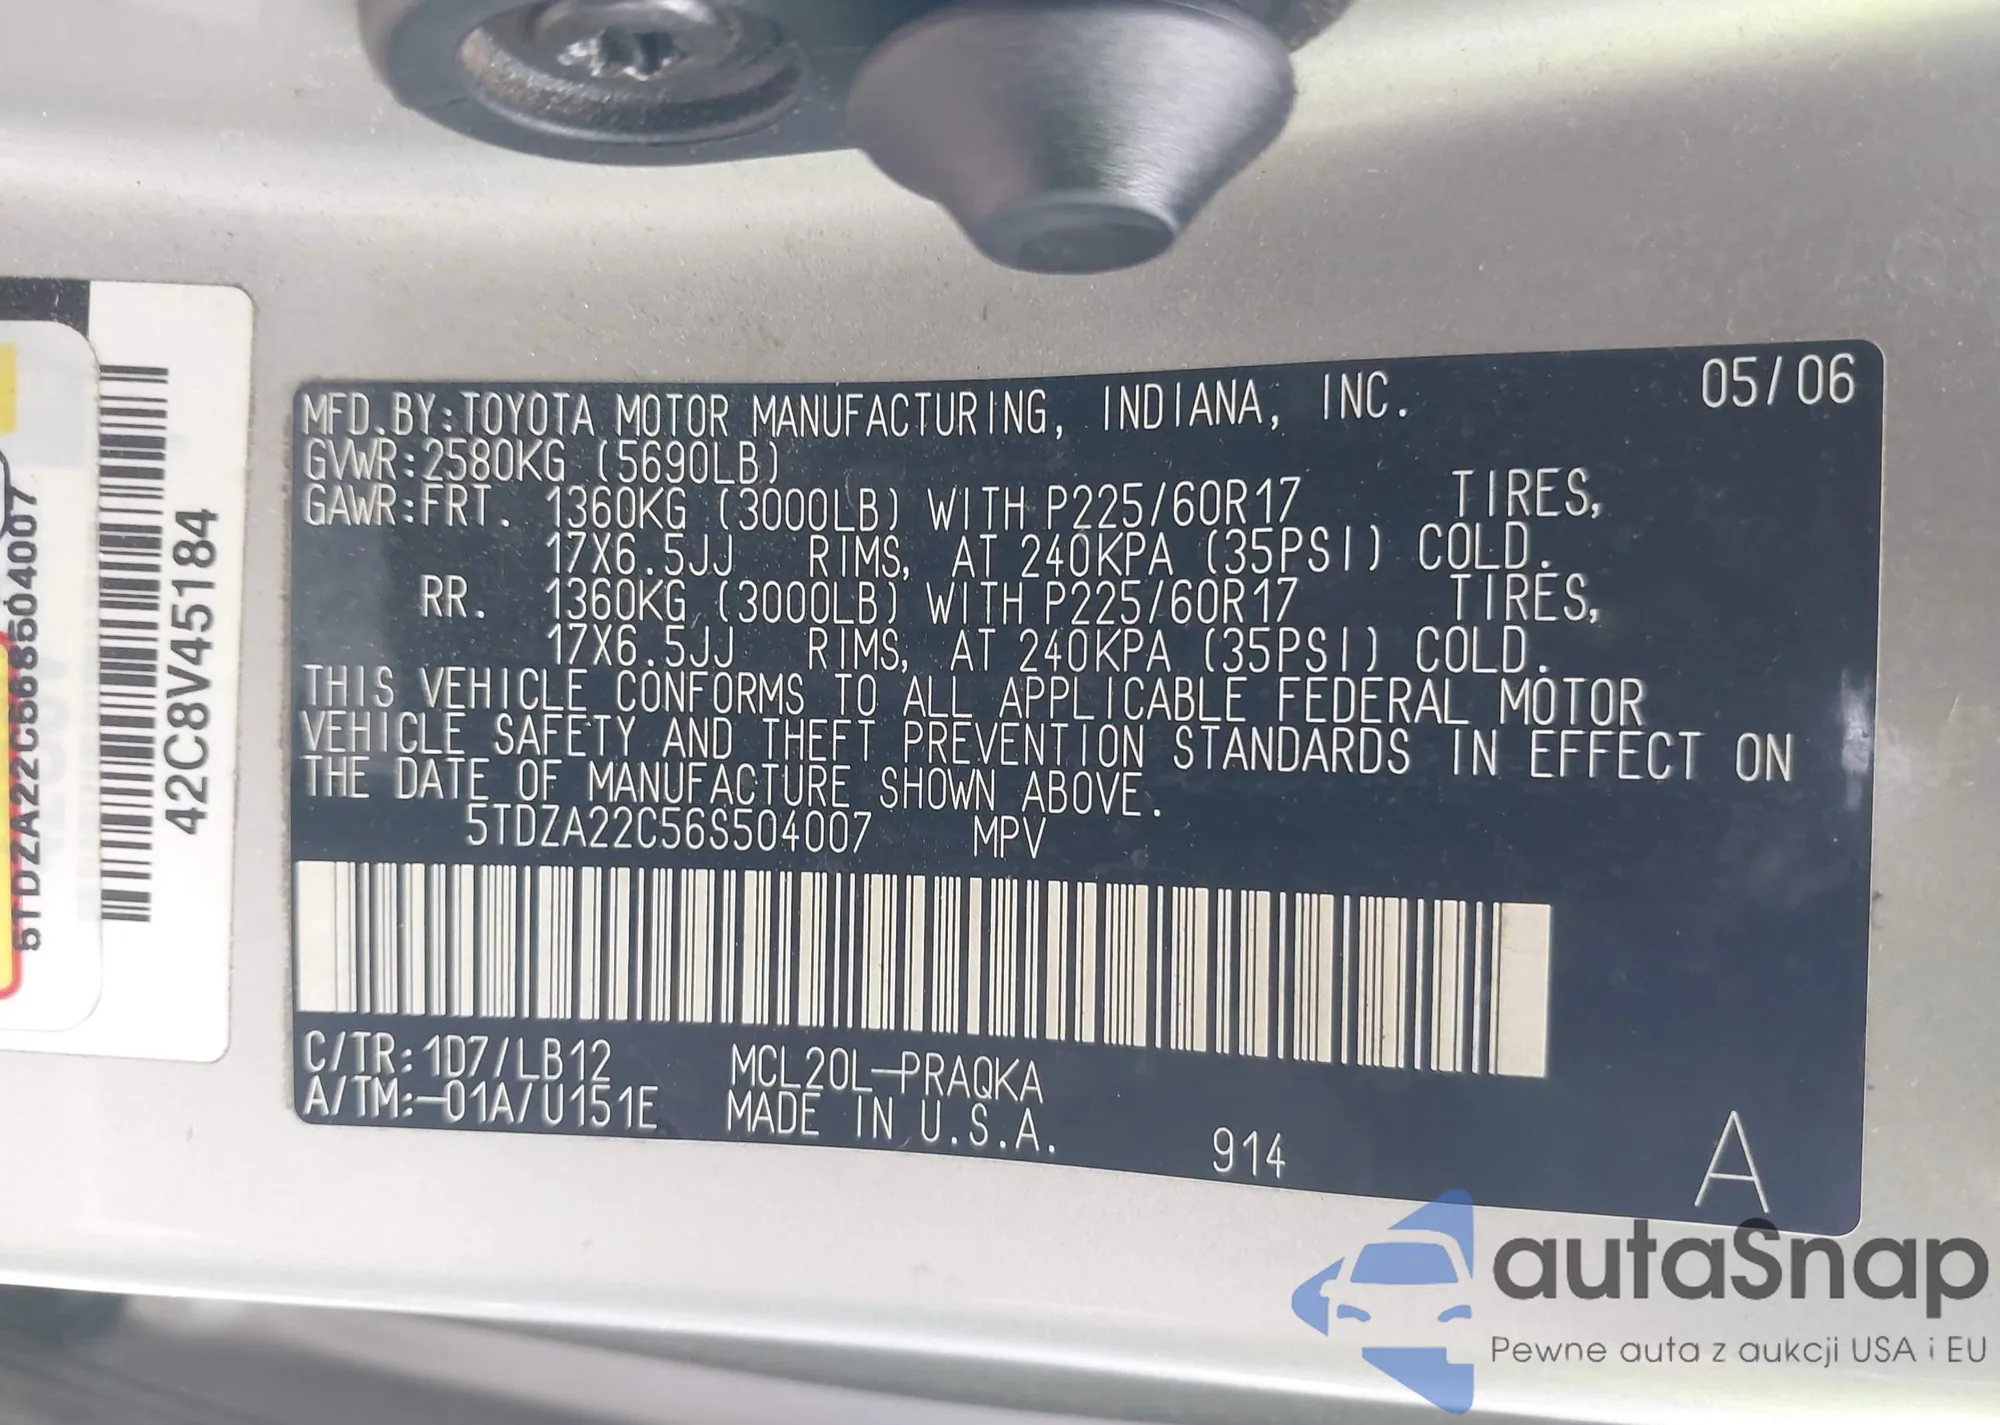 MFD.BY:TOYOTA MOTOR MANUFACTURING, INDIANA, INC. 05/06
GVWR:2580KG (5690LB)
GAWR:FRT. 1360KG (3000LB) WITH P225/60R17 TIRES,
17X6.5JJ RIMS, AT 240KPA (35PSI) COLD.
RR. 1360KG (3000LB) WITH P225/60R17 TIRES,
17X6.5JJ RIMS, AT 240KPA (35PSI) COLD.
THIS VEHICLE CONFORMS TO ALL APPLICABLE FEDERAL MOTOR
VEHICLE SAFETY AND THEFT PREVENTION STANDARDS IN EFFECT ON
THE DATE OF MANUFACTURE SHOWN ABOVE.
5TDZA22C56S504007 MPV
C/TR:1D7/LB12 MCL20L-PRAQKA
A/TM:-01A/U151E MADE IN U.S.A.
914
A
42C8V45184
autaSnap
Pewne auta z aukcji USA i EU